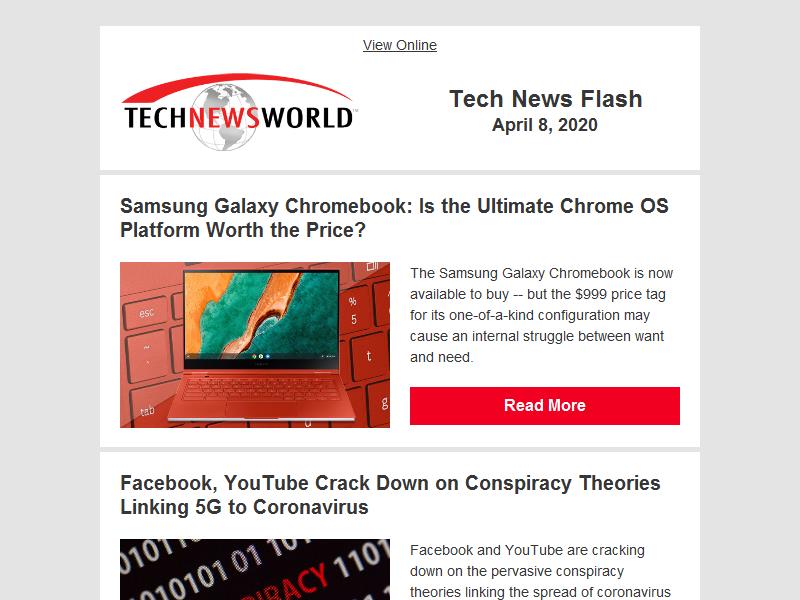 View Online
TECHNEWSWORLD
Tech News Flash
April 8, 2020
Samsung Galaxy Chromebook: Is the Ultimate Chrome OS
Platform Worth the Price?
esc
~
tab
%
5
t
g
The Samsung Galaxy Chromebook is now
available to buy -- but the $999 price tag
for its one-of-a-kind configuration may
cause an internal struggle between want
and need.
Read More
Facebook, YouTube Crack Down on Conspiracy Theories
Linking 5G to Coronavirus
Facebook and YouTube are cracking
down on the pervasive conspiracy
theories linking the spread of coronavirus